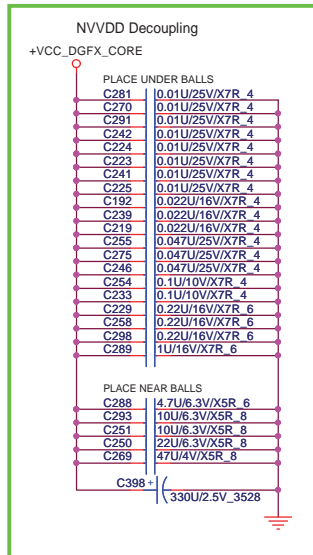 NVVDD Decoupling
+VCC_DGFX_CORE
PLACE UNDER BALLS
C281 0.01U/25V/X7R_4
C270 0.01U/25V/X7R_4
C291 0.01U/25V/X7R_4
C242 0.01U/25V/X7R_4
C224 0.01U/25V/X7R_4
C223 0.01U/25V/X7R_4
C241 0.01U/25V/X7R_4
C225 0.01U/25V/X7R_4
C192 0.022U/16V/X7R_4
C239 0.022U/16V/X7R_4
C219 0.022U/16V/X7R_4
C255 0.047U/25V/X7R_4
C275 0.047U/25V/X7R_4
C246 0.047U/25V/X7R_4
C254 0.1U/10V/X7R_4
C233 0.1U/10V/X7R_4
C229 0.22U/16V/X7R_6
C258 0.22U/16V/X7R_6
C298 0.22U/16V/X7R_6
C289 1U/16V/X7R_6
PLACE NEAR BALLS
C288 4.7U/6.3V/X5R_6
C293 10U/6.3V/X5R_8
C251 10U/6.3V/X5R_8
C250 22U/6.3V/X5R_8
C269 47U/4V/X5R_8
C398 +
330U/2.5V_3528